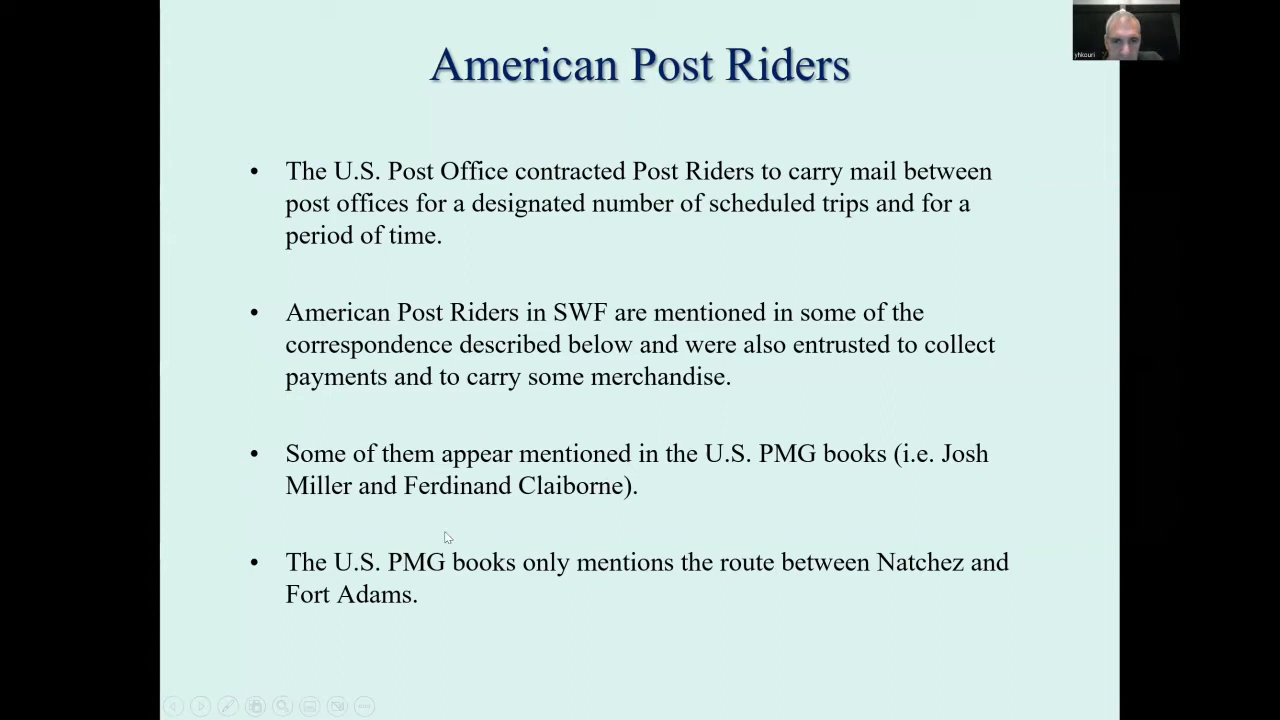 American Post Riders
yhkouri
• The U.S. Post Office contracted Post Riders to carry mail between
post offices for a designated number of scheduled trips and for a
period of time.
• American Post Riders in SWF are mentioned in some of the
correspondence described below and were also entrusted to collect
payments and to carry some merchandise.
• Some of them appear mentioned in the U.S. PMG books (i.e. Josh
Miller and Ferdinand Claiborne).
• The U.S. PMG books only mentions the route between Natchez and
Fort Adams.